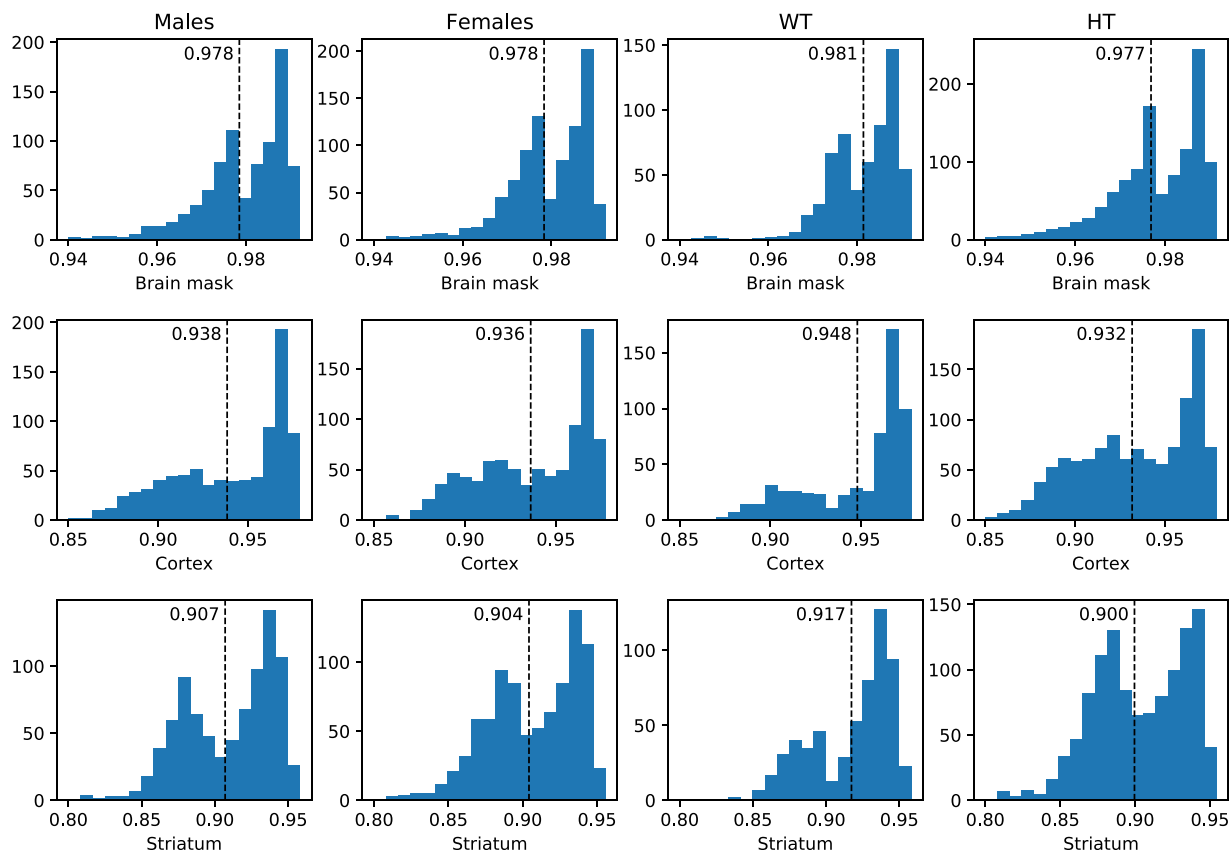 Males Females WT HT
0.978 0.978 0.981 0.977
200 200 150
150 150 200
100 100 100
50 50 50 100
0 0 0 0
0.94 0.96 0.98 0.94 0.96 0.98 0.94 0.96 0.98 0.94 0.96 0.98
Brain mask Brain mask Brain mask Brain mask
0.938 0.936 0.948 0.932
200
150 150 150 150
100 100 100 100
50 50 50 50
0 0 0 0
0.85 0.90 0.95 0.85 0.90 0.95 0.85 0.90 0.95 0.85 0.90 0.95
Cortex Cortex Cortex Cortex
0.907 0.904 0.917 0.900
150
100 100 100 100
50 50 50 50
0 0 0 0
0.80 0.85 0.90 0.95 0.80 0.85 0.90 0.95 0.80 0.85 0.90 0.95 0.80 0.85 0.90 0.95
Striatum Striatum Striatum Striatum